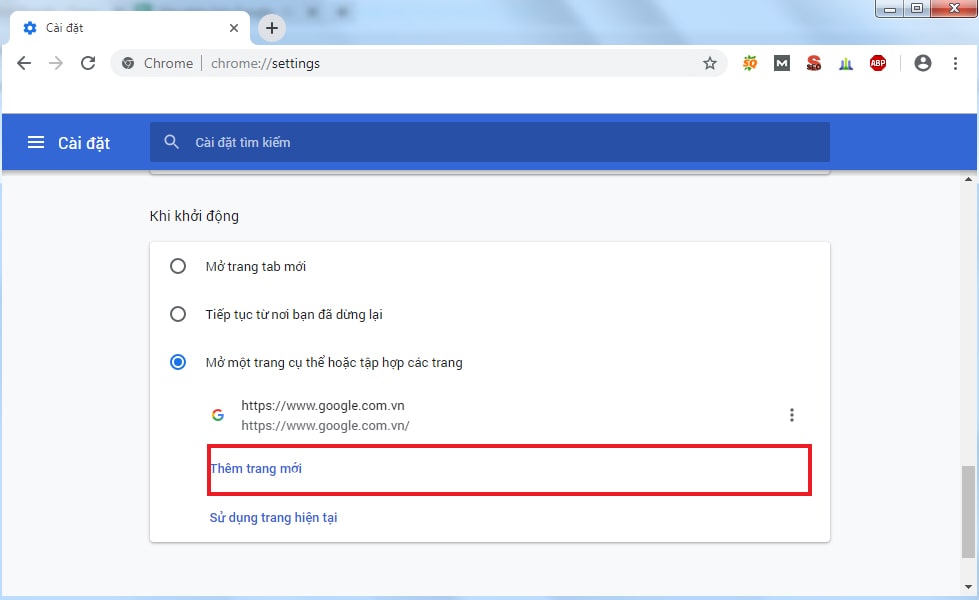 Cài đặt
Chrome | chrome://settings
SQ
M
SEO
ABP
Cài đặt
Cài đặt tìm kiếm
Khi khởi động
Mở trang tab mới
Tiếp tục từ nơi bạn đã dừng lại
Mở một trang cụ thể hoặc tập hợp các trang
https://www.google.com.vn
https://www.google.com.vn/
Thêm trang mới
Sử dụng trang hiện tại